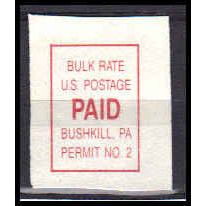 BULK RATE
U.S. POSTAGE
PAID
BUSHKILL, PA
PERMIT NO. 2